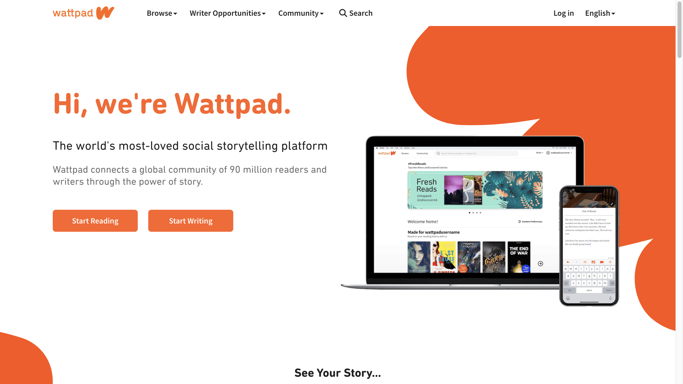 wattpad
Browse
Writer Opportunities
Community
Search
Log in
English
Hi, we're Wattpad.
The world's most-loved social storytelling platform
Wattpad connects a global community of 90 million readers and
writers through the power of story.
Start Reading
Start Writing
Fresh
Reads
Welcome home!
Made for wattpadusername
THE END
OF WAR
See Your Story...